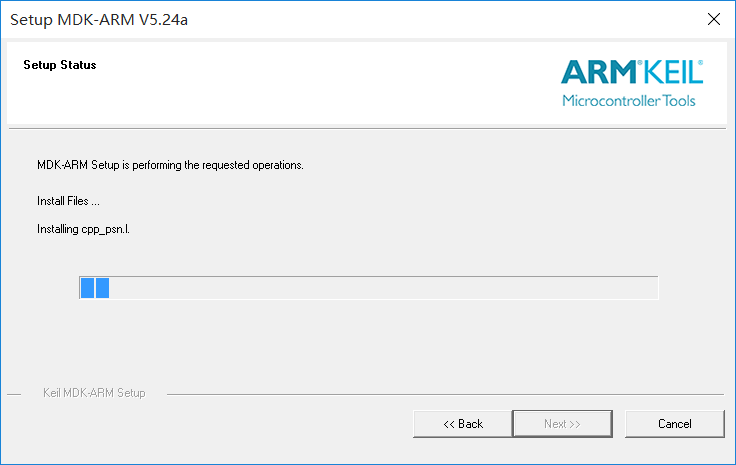 Setup MDK-ARM V5.24a
Setup Status
ARM KEIL
Microcontroller Tools
MDK-ARM Setup is performing the requested operations.
Install Files ...
Installing cpp_psn.l.
Keil MDK-ARM Setup
<< Back
Next >>
Cancel